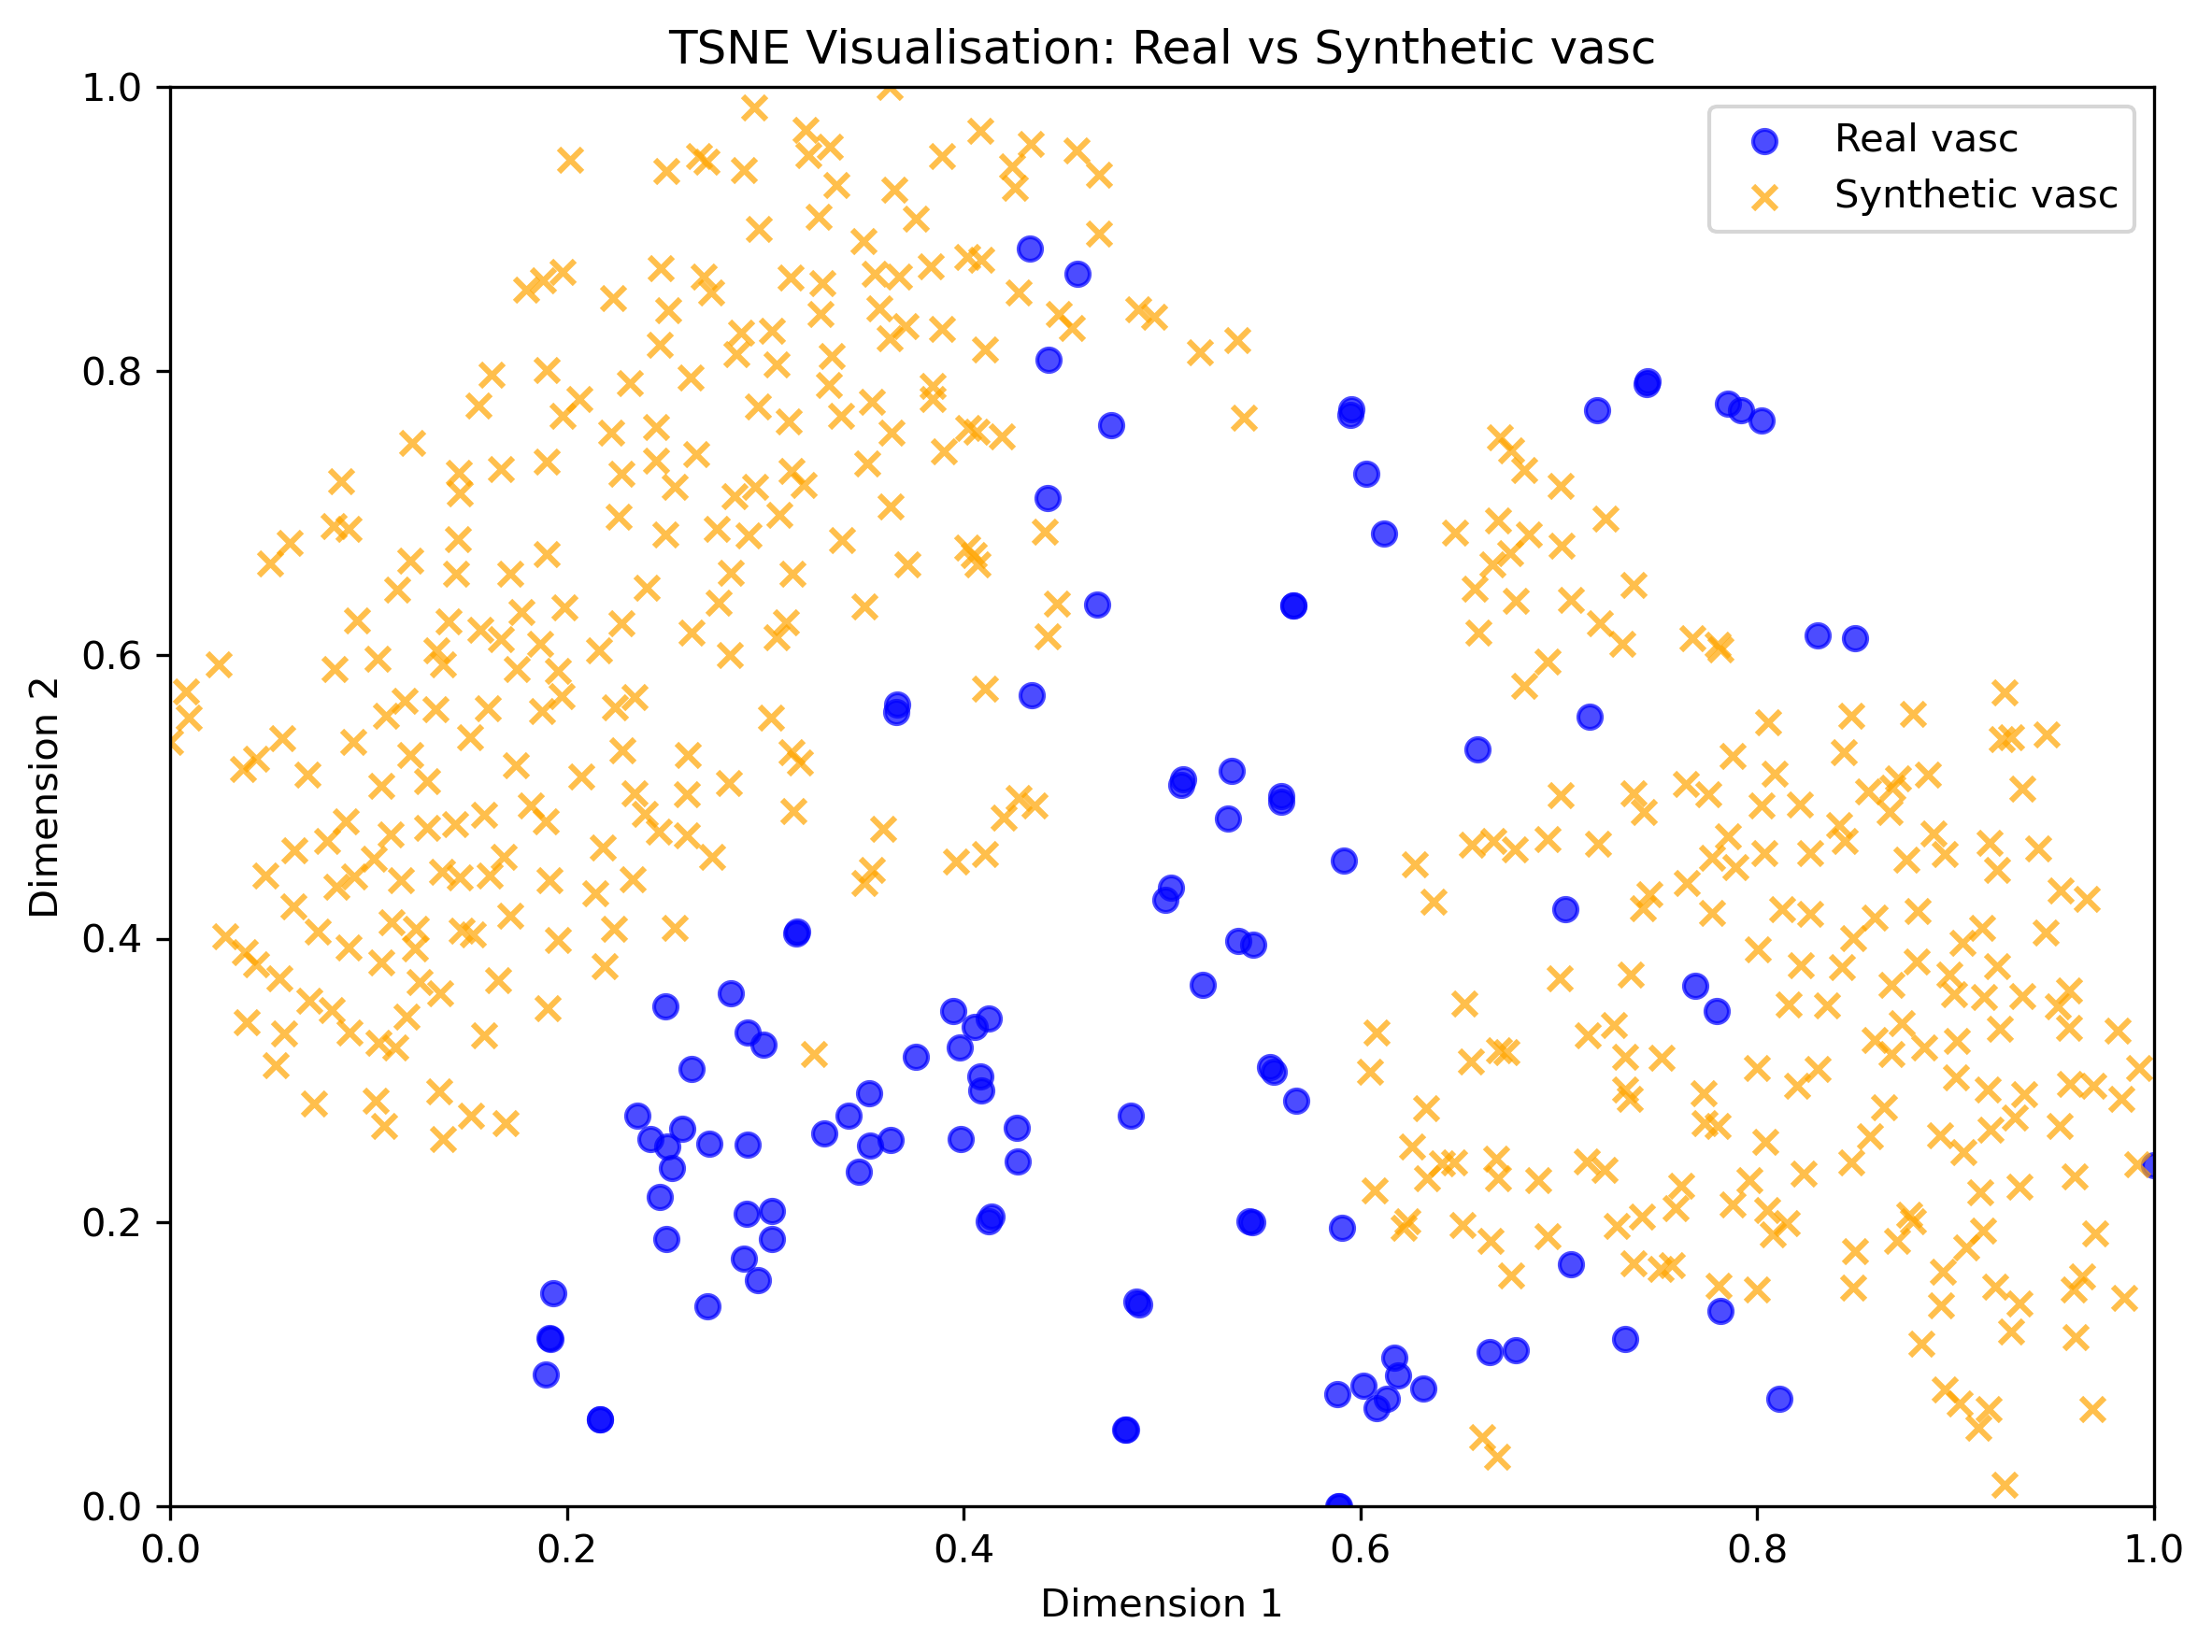 TSNE Visualisation: Real vs Synthetic vasc
Real vasc
Synthetic vasc
1.0
0.8
0.6
0.4
0.2
0.0
Dimension 2
0.0 0.2 0.4 0.6 0.8 1.0
Dimension 1